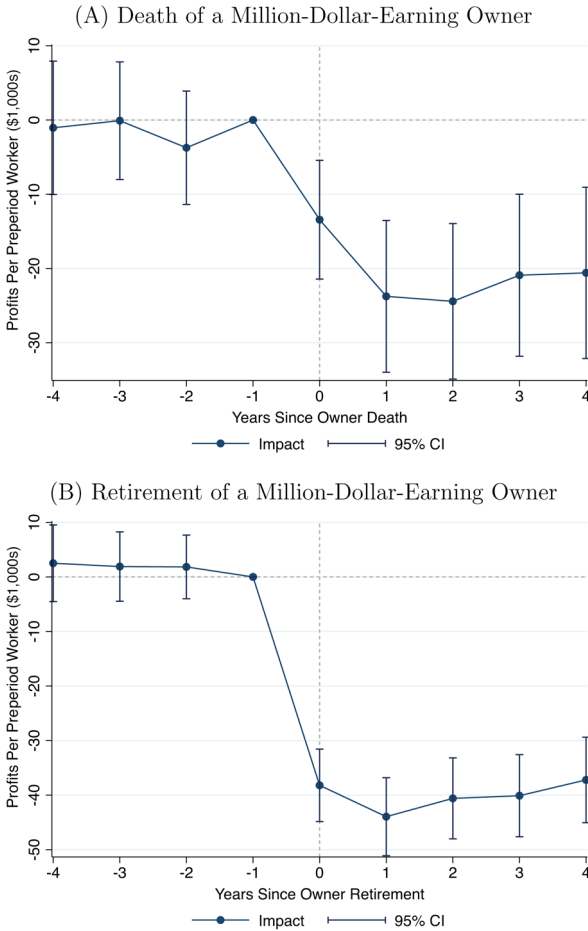 (A) Death of a Million-Dollar-Earning Owner
Profits Per Preperiod Worker ($1,000s)
10
0
-10
-20
-30
-4 -3 -2 -1 0 1 2 3 4
Years Since Owner Death
Impact 95% CI
(B) Retirement of a Million-Dollar-Earning Owner
Profits Per Preperiod Worker ($1,000s)
10
0
-10
-20
-30
-40
-50
-4 -3 -2 -1 0 1 2 3 4
Years Since Owner Retirement
Impact 95% CI